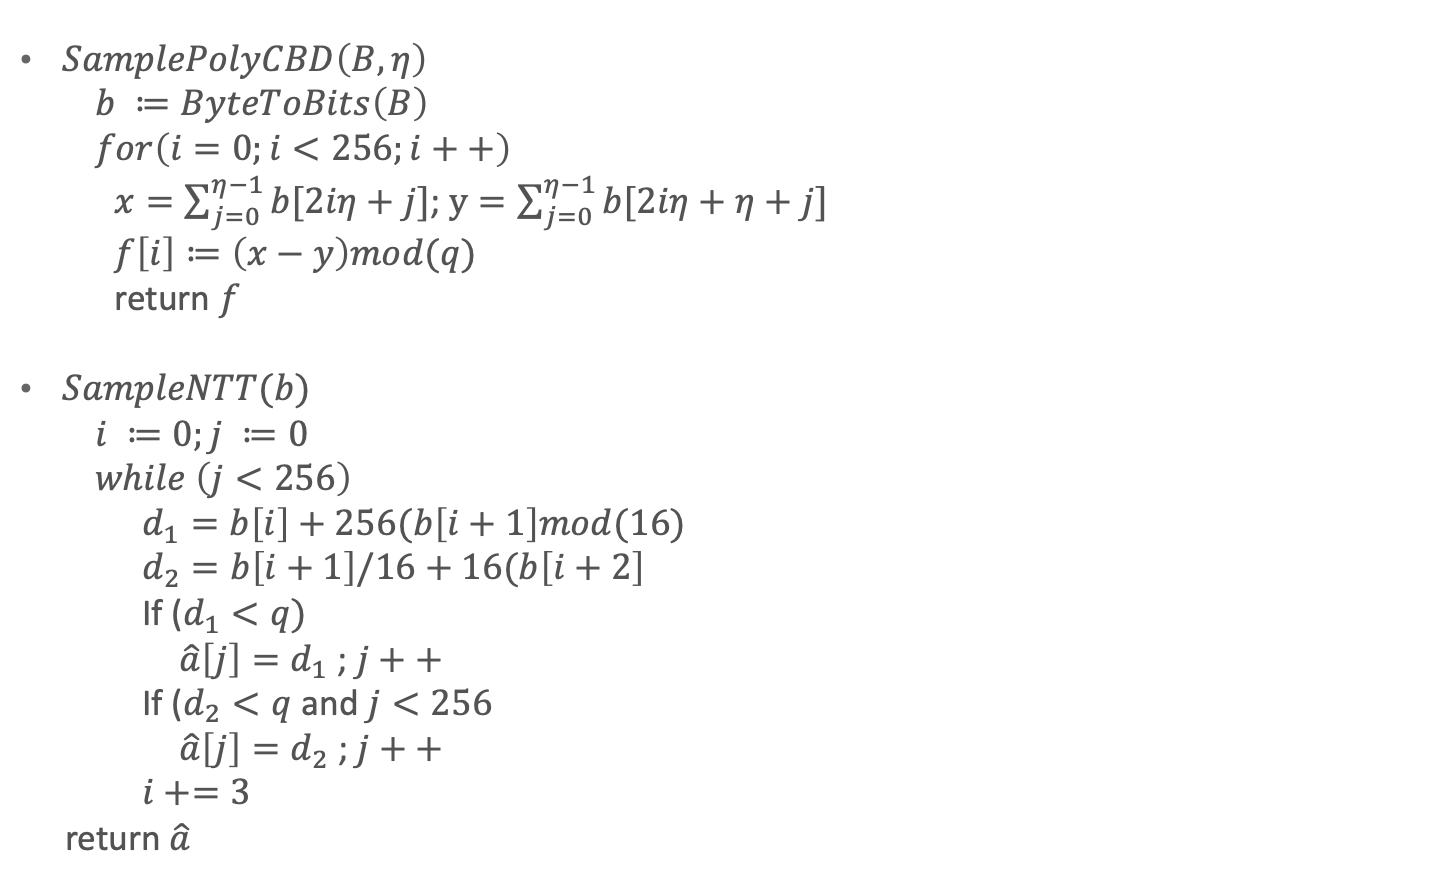 • SamplePolyCBD(B, η)
b := ByteToBits(B)
for(i = 0; i < 256; i + +)
x = ∑_{j=0}^{η−1} b[2iη + j]; y = ∑_{j=0}^{η−1} b[2iη + η + j]
f[i] := (x − y)mod(q)
return f
• SampleNTT(b)
i := 0; j := 0
while (j < 256)
d₁ = b[i] + 256(b[i + 1]mod(16)
d₂ = b[i + 1]/16 + 16(b[i + 2]
If (d₁ < q)
â[j] = d₁ ; j + +
If (d₂ < q and j < 256
â[j] = d₂ ; j + +
i += 3
return â